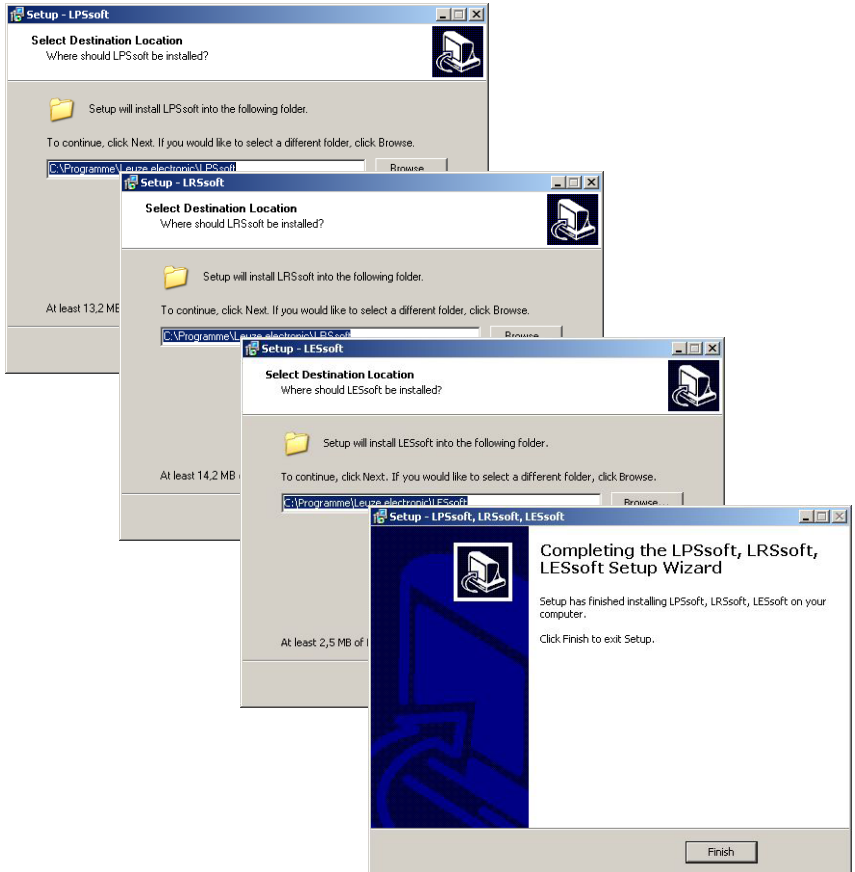 Setup - LPSsoft
Select Destination Location
Where should LPSsoft be installed?
Setup will install LPSsoft into the following folder.
To continue, click Next. If you would like to select a different folder, click Browse.
C:\Programme\Leuze electronic\LPSsoft
Browse...
At least 13,2 MB
Setup - LRSsoft
Select Destination Location
Where should LRSsoft be installed?
Setup will install LRSsoft into the following folder.
To continue, click Next. If you would like to select a different folder, click Browse.
C:\Programme\Leuze electronic\LRSsoft
Browse...
At least 14,2 MB
Setup - LESsoft
Select Destination Location
Where should LESsoft be installed?
Setup will install LESsoft into the following folder.
To continue, click Next. If you would like to select a different folder, click Browse.
C:\Programme\Leuze electronic\LESsoft
Browse...
At least 2,5 MB of
Setup - LPSsoft, LRSsoft, LESsoft
Completing the LPSsoft, LRSsoft,
LESsoft Setup Wizard
Setup has finished installing LPSsoft, LRSsoft, LESsoft on your
computer.
Click Finish to exit Setup.
Finish